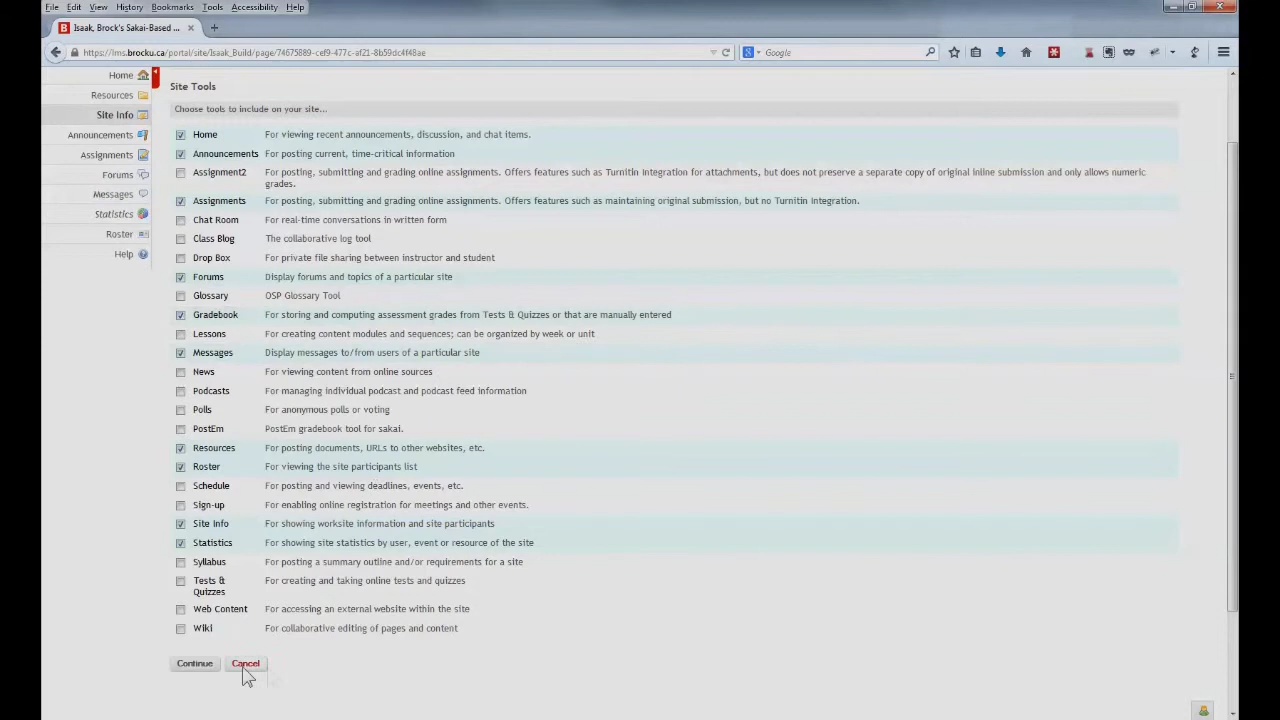 File Edit View History Bookmarks Tools Accessibility Help
Isaak, Brock's Sakai-Based ...
https://lms.brocku.ca/portal/site/Isaak_Build/page/74675889-cef9-477c-af21-8b59dc4f48ae
Google
Home
Resources
Site Info
Announcements
Assignments
Forums
Messages
Statistics
Roster
Help
Site Tools
Choose tools to include on your site...
Home For viewing recent announcements, discussion, and chat items.
Announcements For posting current, time-critical information
Assignment2 For posting, submitting and grading online assignments. Offers features such as Turnitin Integration for attachments, but does not preserve a separate copy of original inline submission and only allows numeric
grades.
Assignments For posting, submitting and grading online assignments. Offers features such as maintaining original submission, but no Turnitin Integration.
Chat Room For real-time conversations in written form
Class Blog The collaborative log tool
Drop Box For private file sharing between instructor and student
Forums Display forums and topics of a particular site
Glossary OSP Glossary Tool
Gradebook For storing and computing assessment grades from Tests & Quizzes or that are manually entered
Lessons For creating content modules and sequences; can be organized by week or unit
Messages Display messages to/from users of a particular site
News For viewing content from online sources
Podcasts For managing individual podcast and podcast feed information
Polls For anonymous polls or voting
PostEm PostEm gradebook tool for sakai.
Resources For posting documents, URLs to other websites, etc.
Roster For viewing the site participants list
Schedule For posting and viewing deadlines, events, etc.
Sign-up For enabling online registration for meetings and other events.
Site Info For showing worksite information and site participants
Statistics For showing site statistics by user, event or resource of the site
Syllabus For posting a summary outline and/or requirements for a site
Tests & For creating and taking online tests and quizzes
Quizzes
Web Content For accessing an external website within the site
Wiki For collaborative editing of pages and content
Continue Cancel